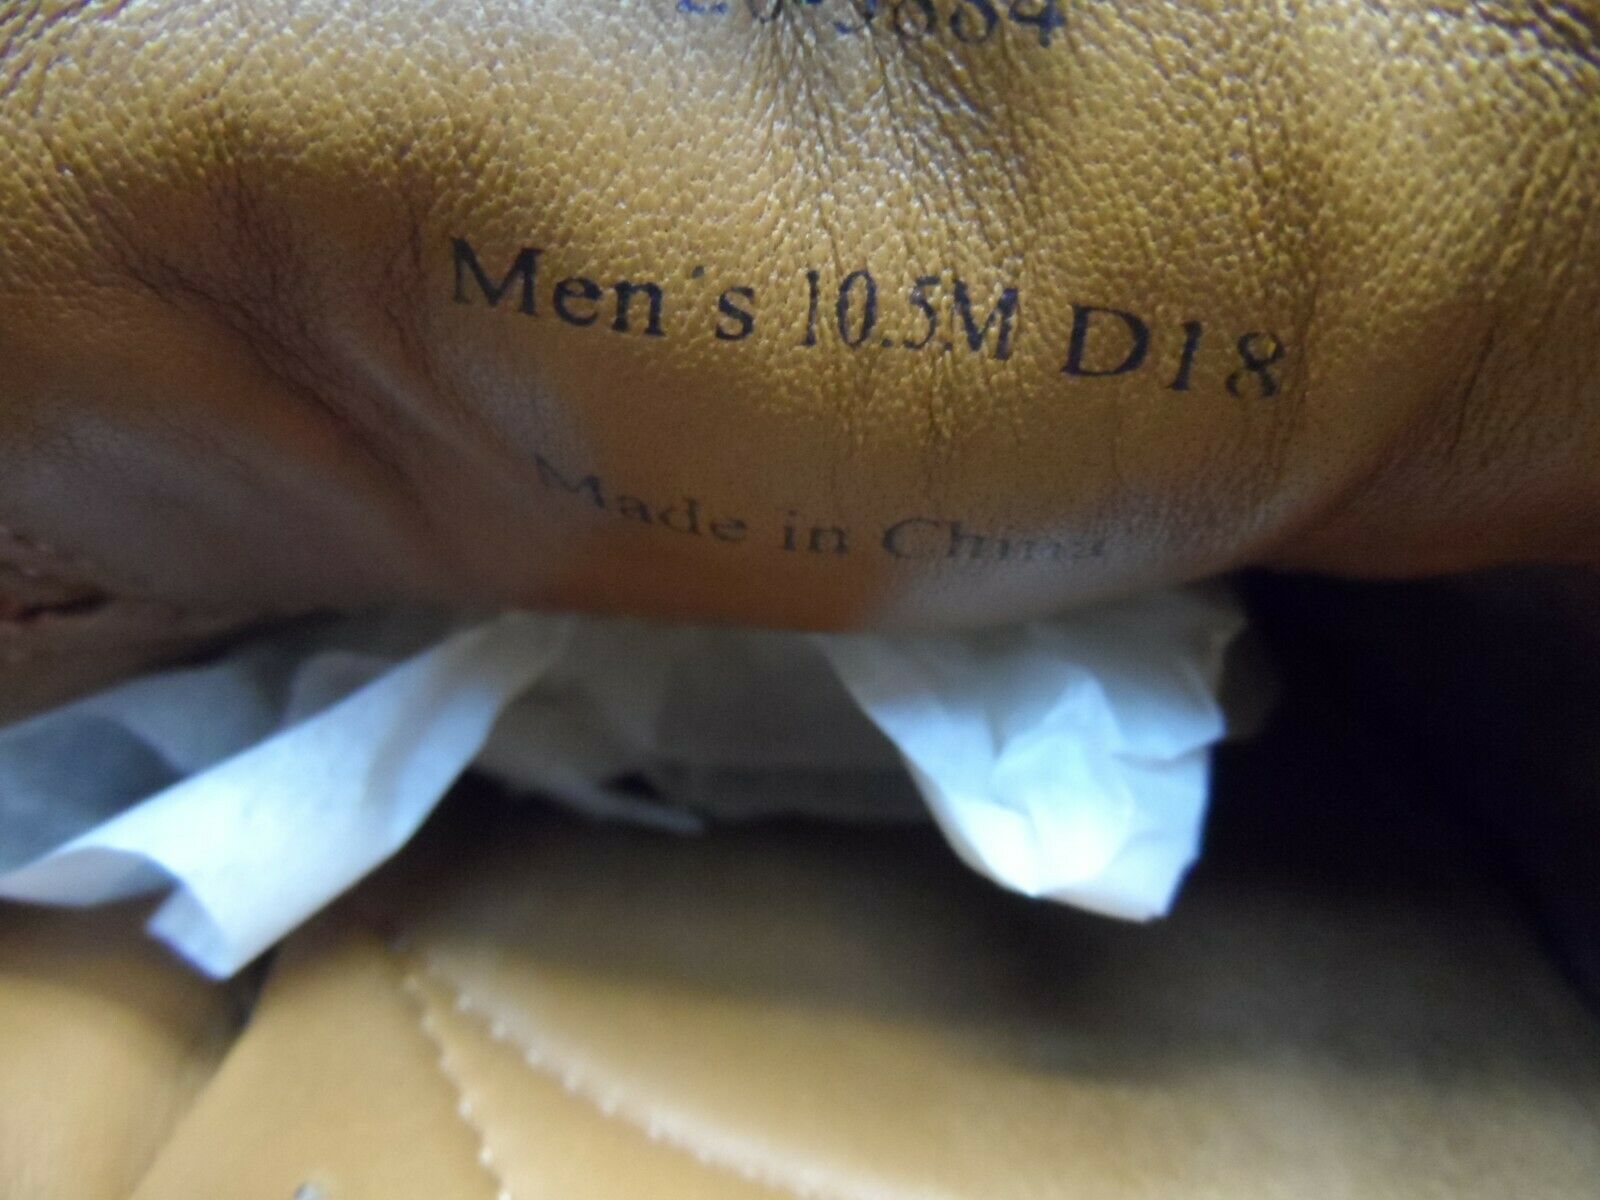 Men's 10.5M D18
Made in China